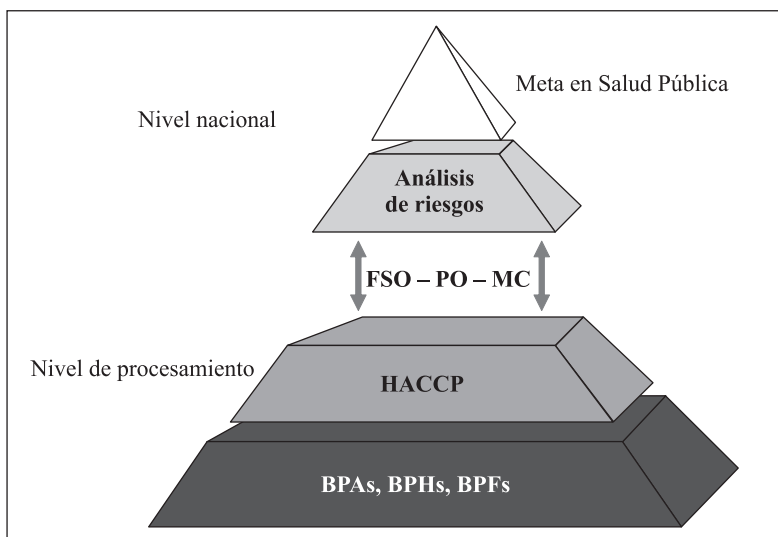 Meta en Salud Pública
Nivel nacional
Análisis
de riesgos
FSO – PO – MC
Nivel de procesamiento
HACCP
BPAs, BPHs, BPFs